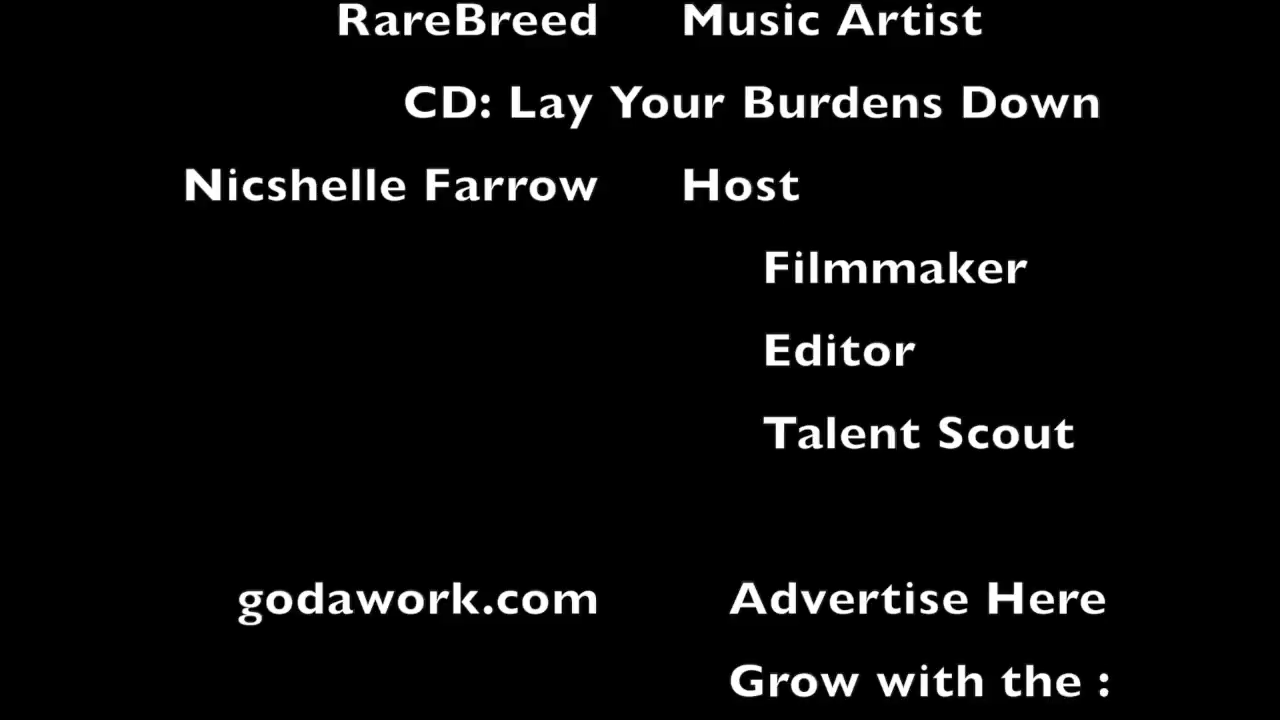 RareBreed Music Artist
CD: Lay Your Burdens Down
Nicshelle Farrow Host
Filmmaker
Editor
Talent Scout
godawork.com Advertise Here
Grow with the :